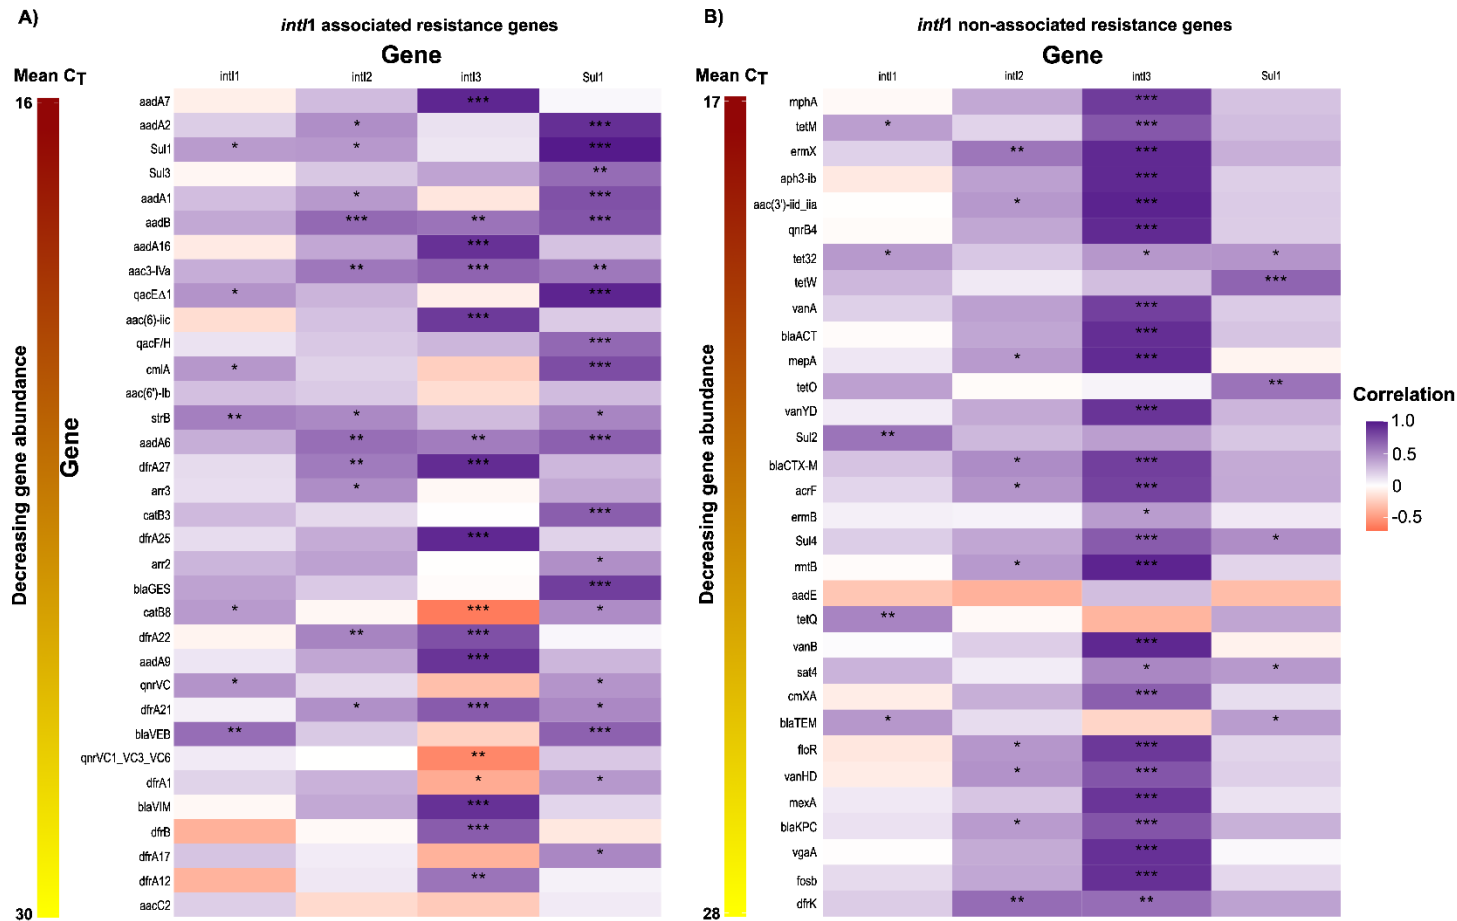 A)
intI1 associated resistance genes
Gene
Mean CT
intI1 intI2 intI3 Sul1
16
aadA7 ***
aadA2 * ***
Sul1 * * ***
Sul3 **
aadA1 * ***
aadB *** ** ***
aadA16 ***
aac3-IVa ** *** **
qacEΔ1 * ***
aac(6)-iic ***
qacF/H ***
cmlA * ***
aac(6')-Ib
strB ** * *
aadA6 ** ** ***
dfrA27 ** ***
arr3 *
catB3 ***
dfrA25 ***
arr2 *
blaGES ***
catB8 * *** *
dfrA22 ** ***
aadA9 ***
qnrVC * *
dfrA21 * *** *
blaVEB ** ***
qnrVC1_VC3_VC6 **
dfrA1 * *
blaVIM ***
dfrB ***
dfrA17 *
dfrA12 **
aacC2
30
Decreasing gene abundance
Gene
B)
intI1 non-associated resistance genes
Gene
Mean CT
intI1 intI2 intI3 Sul1
17
mphA ***
tetM * ***
ermX ** ***
aph3-ib ***
aac(3')-iid_iia * ***
qnrB4 ***
tet32 * * *
tetW ***
vanA ***
blaACT ***
mepA * ***
tetO **
vanYD ***
Sul2 **
blaCTX-M * ***
acrF * ***
ermB *
Sul4 *** *
rmtB * ***
aadE
tetQ **
vanB ***
saf4 * *
cmXA ***
blaTEM * *
floR * ***
vanHD * ***
mexA ***
blaKPC * ***
vgaA ***
fosb ***
dfrK ** **
28
Decreasing gene abundance
Correlation
1.0
0.5
0
-0.5